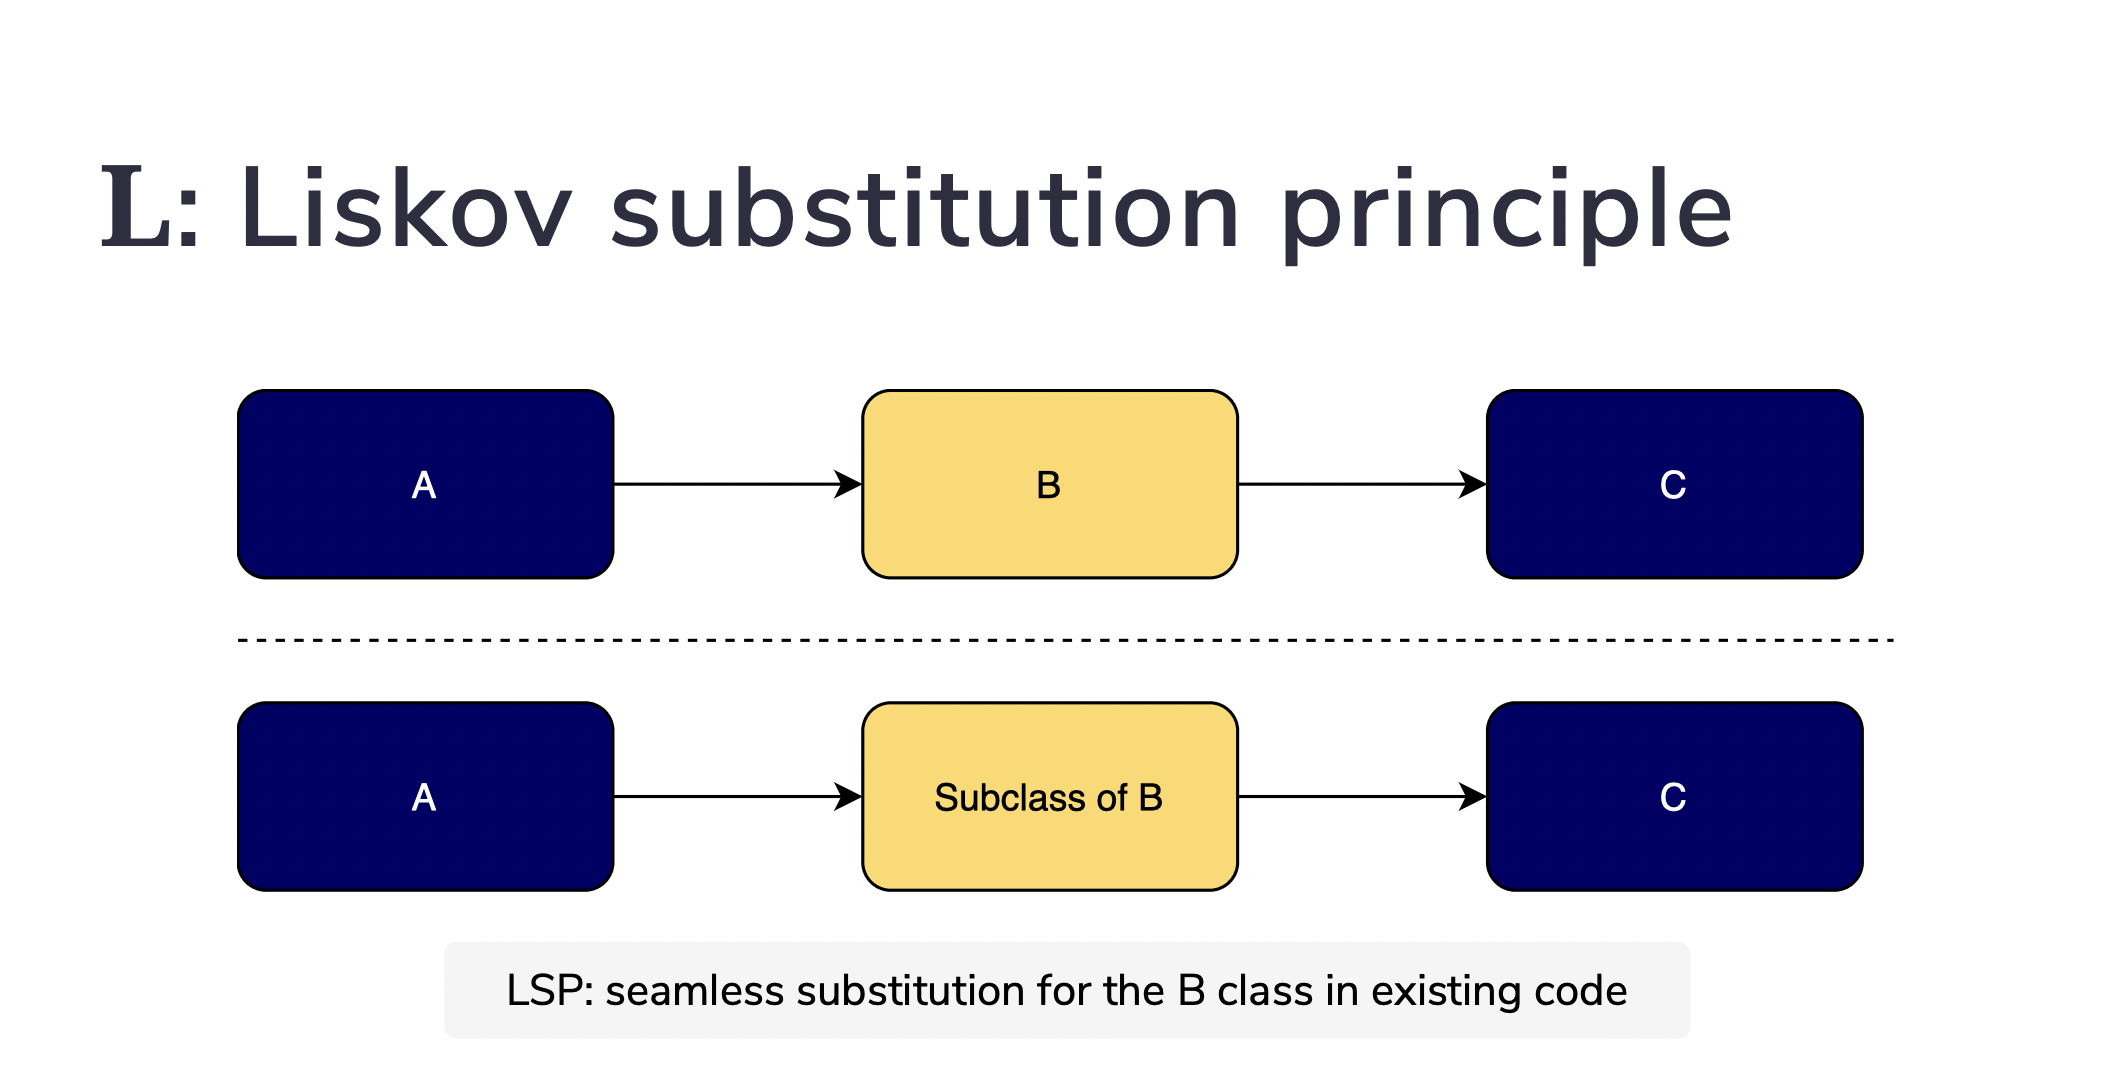 L: Liskov substitution principle
A
B
C
A
Subclass of B
C
LSP: seamless substitution for the B class in existing code